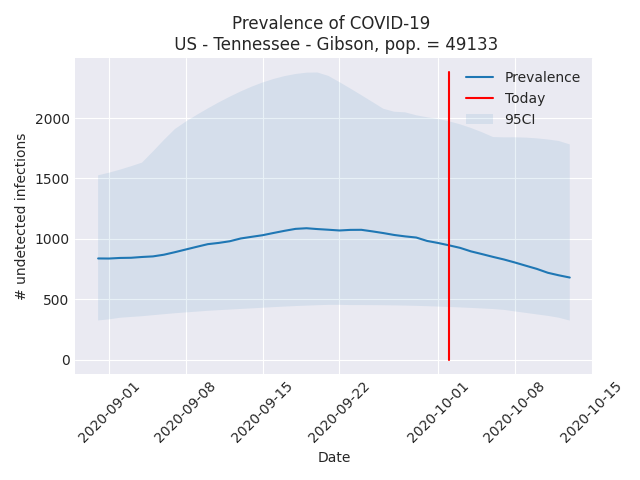 Prevalence of COVID-19
US - Tennessee - Gibson, pop. = 49133
Prevalence
Today
95CI
# undetected infections
2000
1500
1000
500
0
2020-09-01
2020-09-08
2020-09-15
2020-09-22
2020-10-01
2020-10-08
2020-10-15
Date